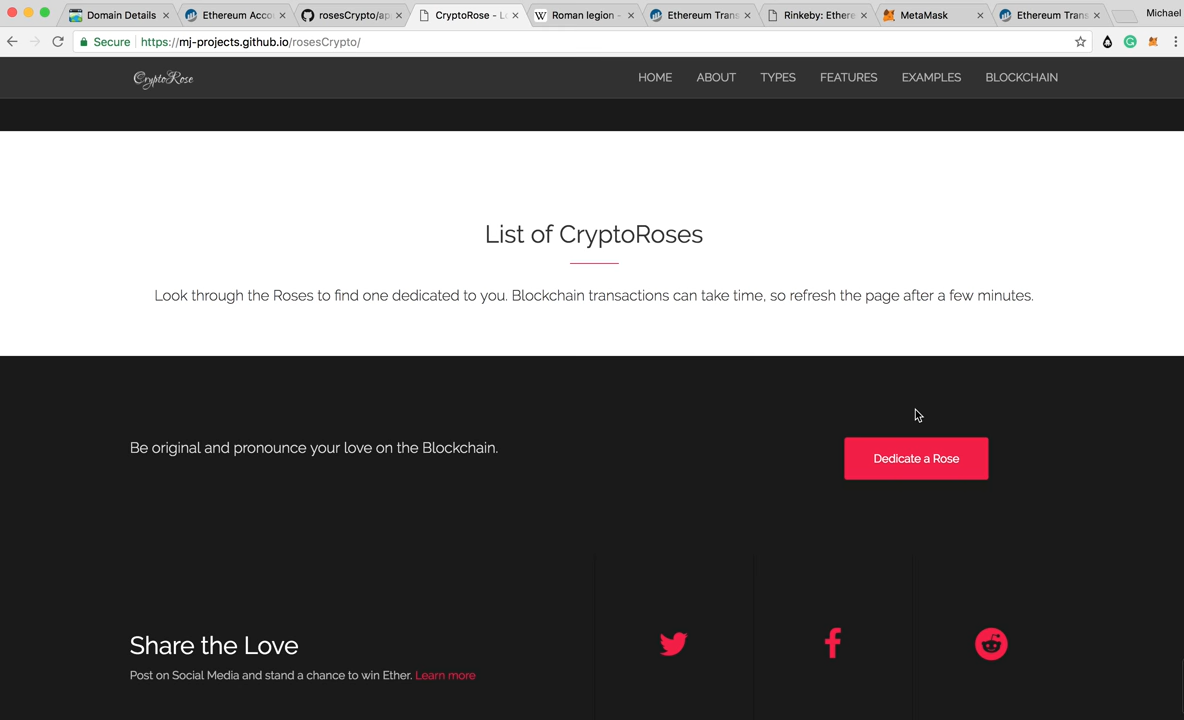 Domain Details
Ethereum Acco
rosesCrypto/ap
CryptoRose - L
Roman legion -
Ethereum Trans
Rinkeby: Ethere
MetaMask
Ethereum Trans
Michael
Secure
https://mj-projects.github.io/rosesCrypto/
CryptoRose
HOME
ABOUT
TYPES
FEATURES
EXAMPLES
BLOCKCHAIN
List of CryptoRoses
Look through the Roses to find one dedicated to you. Blockchain transactions can take time, so refresh the page after a few minutes.
Be original and pronounce your love on the Blockchain.
Dedicate a Rose
Share the Love
Post on Social Media and stand a chance to win Ether. Learn more